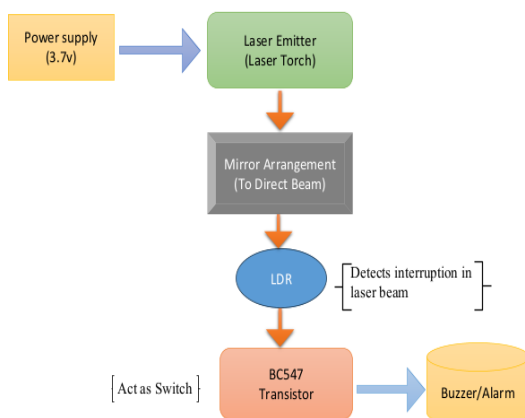 Power supply
(3.7v)
Laser Emitter
(Laser Torch)
Mirror Arrangement
(To Direct Beam)
LDR
Detects interruption in
laser beam
BC547
Transistor
[Act as Switch]
Buzzer/Alarm